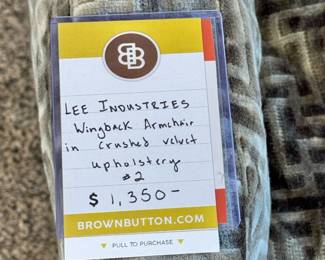 BB
LEE INDUSTRIES
Wingback Armchair
in Crushed velvet
upholstery
#2
$ 1,350-
BROWNBUTTON.COM
PULL TO PURCHASE